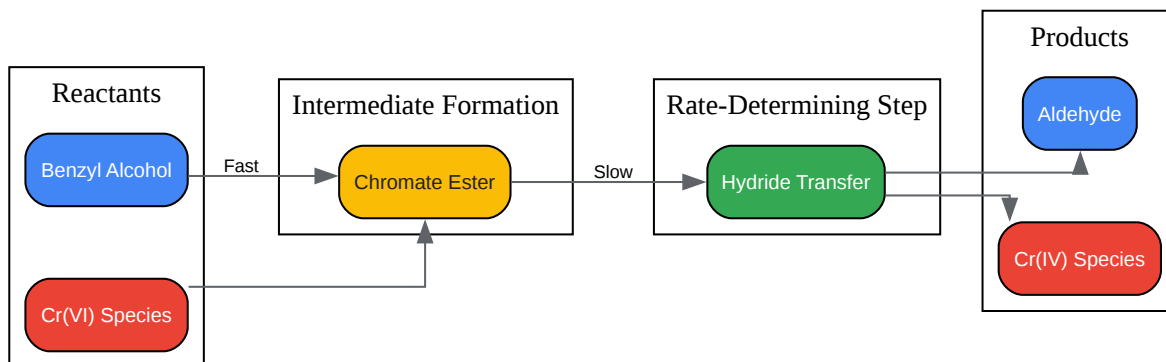 Reactants
Benzyl Alcohol
Cr(VI) Species
Fast
Intermediate Formation
Chromate Ester
Slow
Rate-Determining Step
Hydride Transfer
Products
Aldehyde
Cr(IV) Species